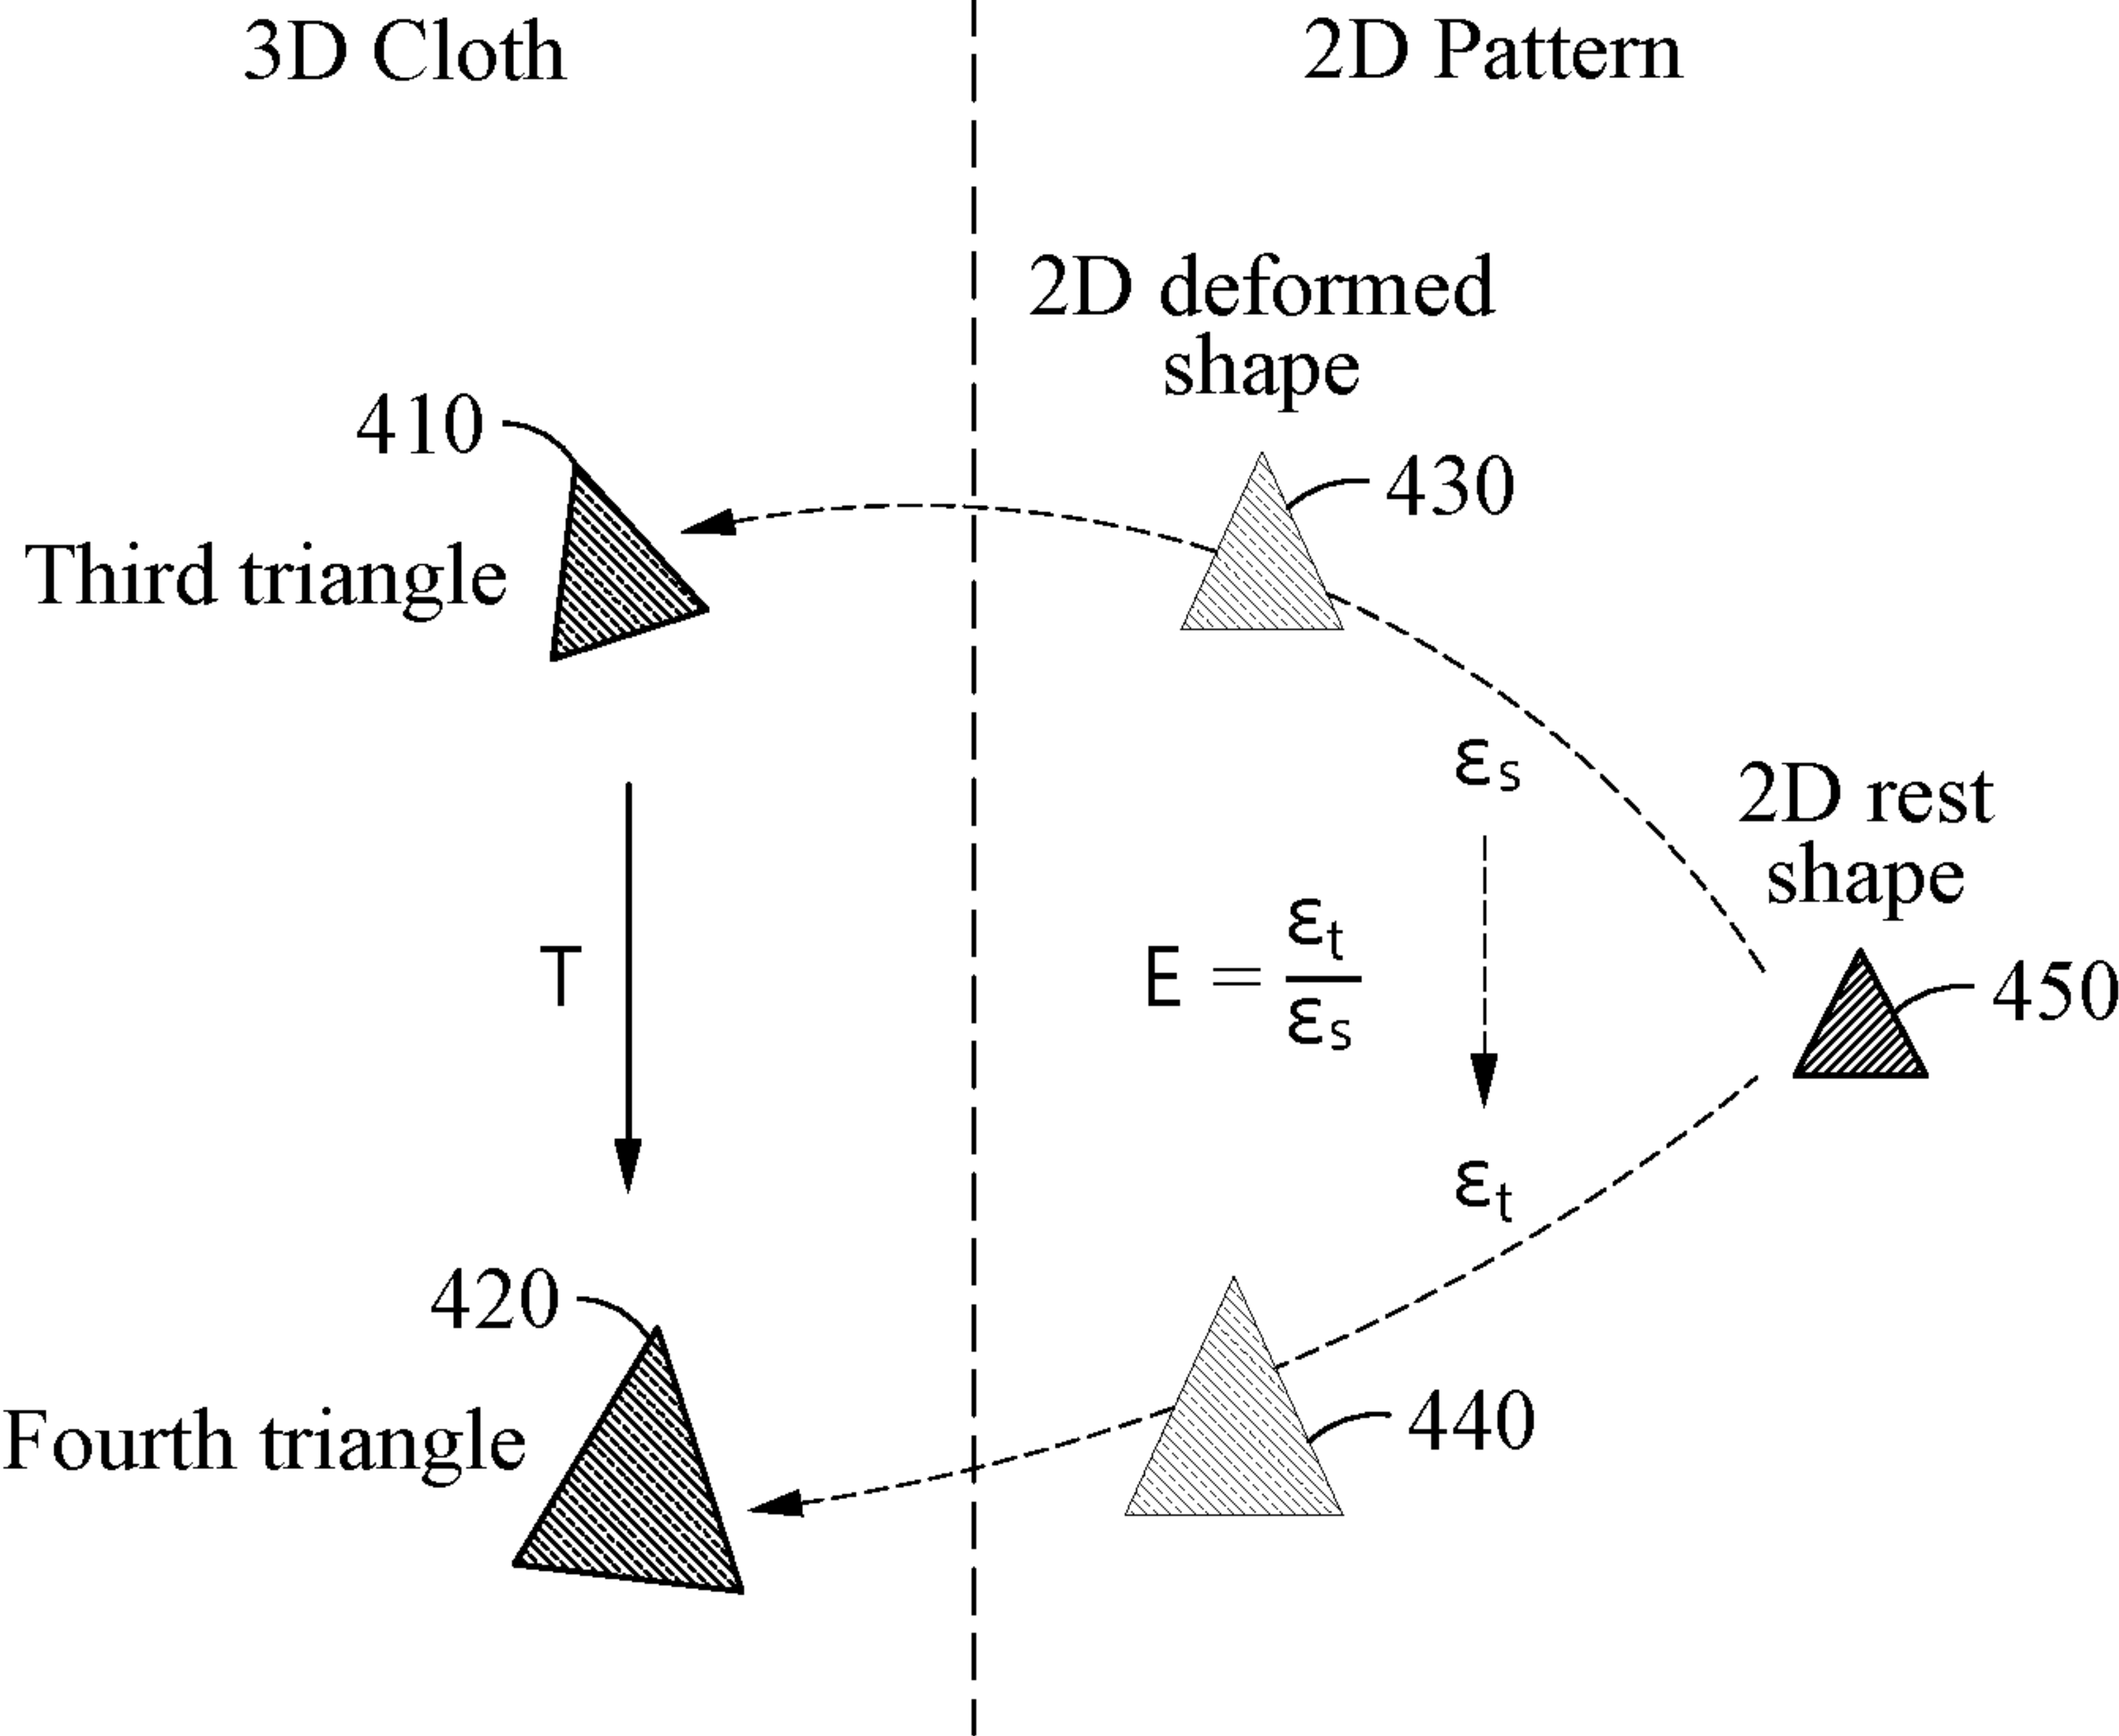 3D Cloth
2D Pattern
2D deformed
shape
410
430
Third triangle
εs
2D rest
shape
T
E = εt/εs
450
εt
420
Fourth triangle
440